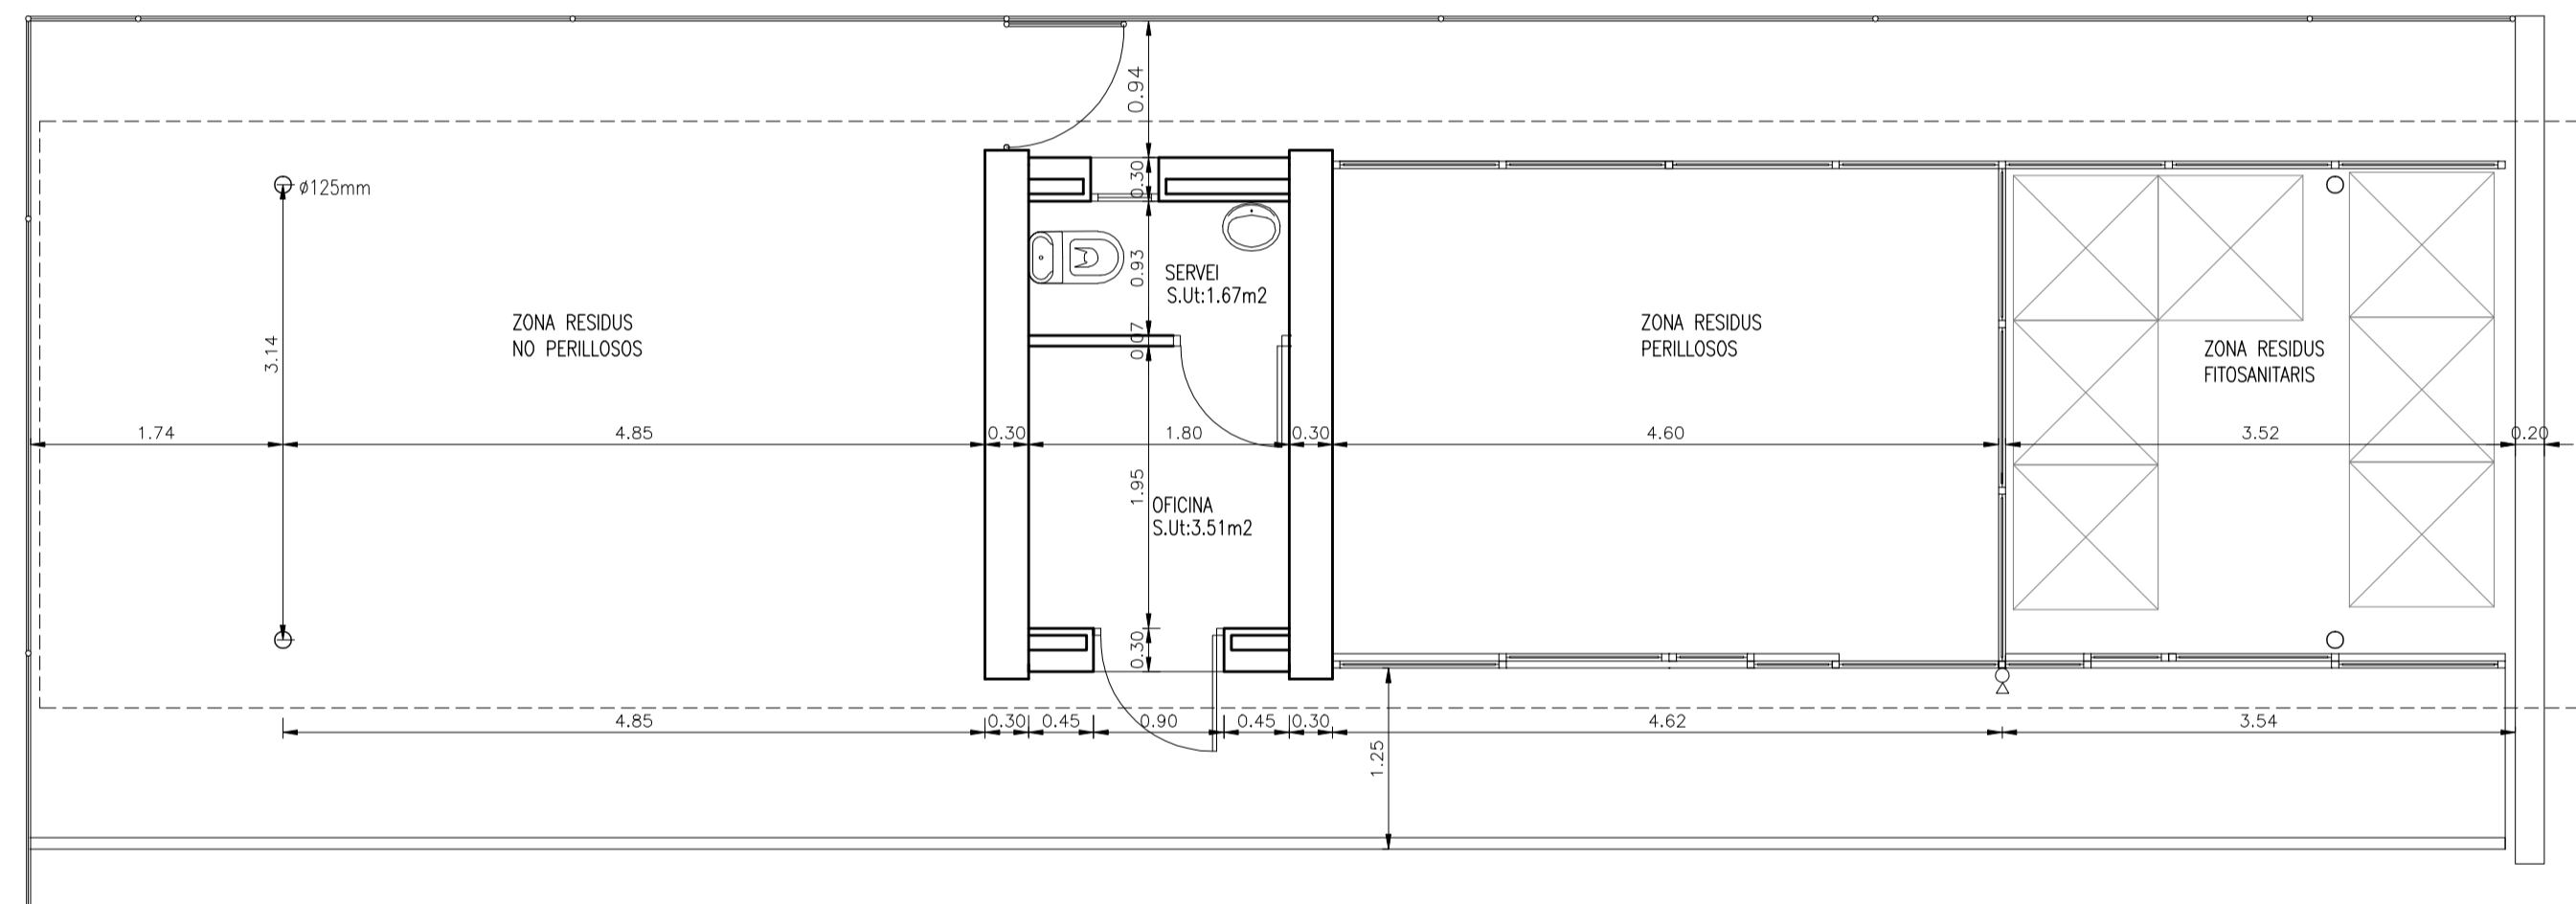 0.94
0.30
ø125mm
0.93
SERVEI
S.Ut:1.67m2
ZONA RESIDUS
NO PERILLOSOS
3.14
0.07
ZONA RESIDUS
PERILLOSOS
ZONA RESIDUS
FITOSANITARIS
1.74
4.85
0.30
1.80
0.30
4.60
3.52
0.20
1.95
OFICINA
S.Ut:3.51m2
0.30
4.85
0.30
0.45
0.90
0.45
0.30
4.62
3.54
1.25